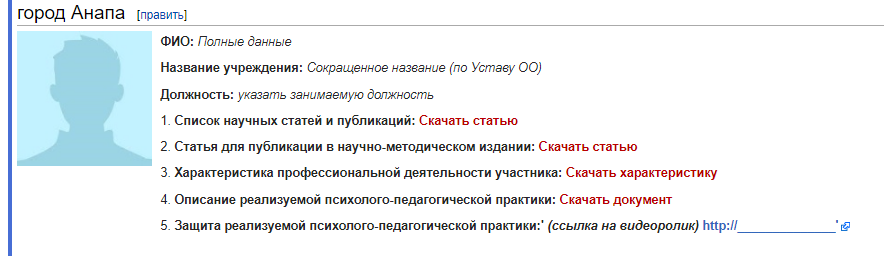 город Анапа [править]
ФИО: Полные данные
Название учреждения: Сокращенное название (по Уставу ОО)
Должность: указать занимаемую должность
1. Список научных статей и публикаций: Скачать статью
2. Статья для публикации в научно-методическом издании: Скачать статью
3. Характеристика профессиональной деятельности участника: Скачать характеристику
4. Описание реализуемой психолого-педагогической практики: Скачать документ
5. Защита реализуемой психолого-педагогической практики:' (ссылка на видеоролик) http://_______________'